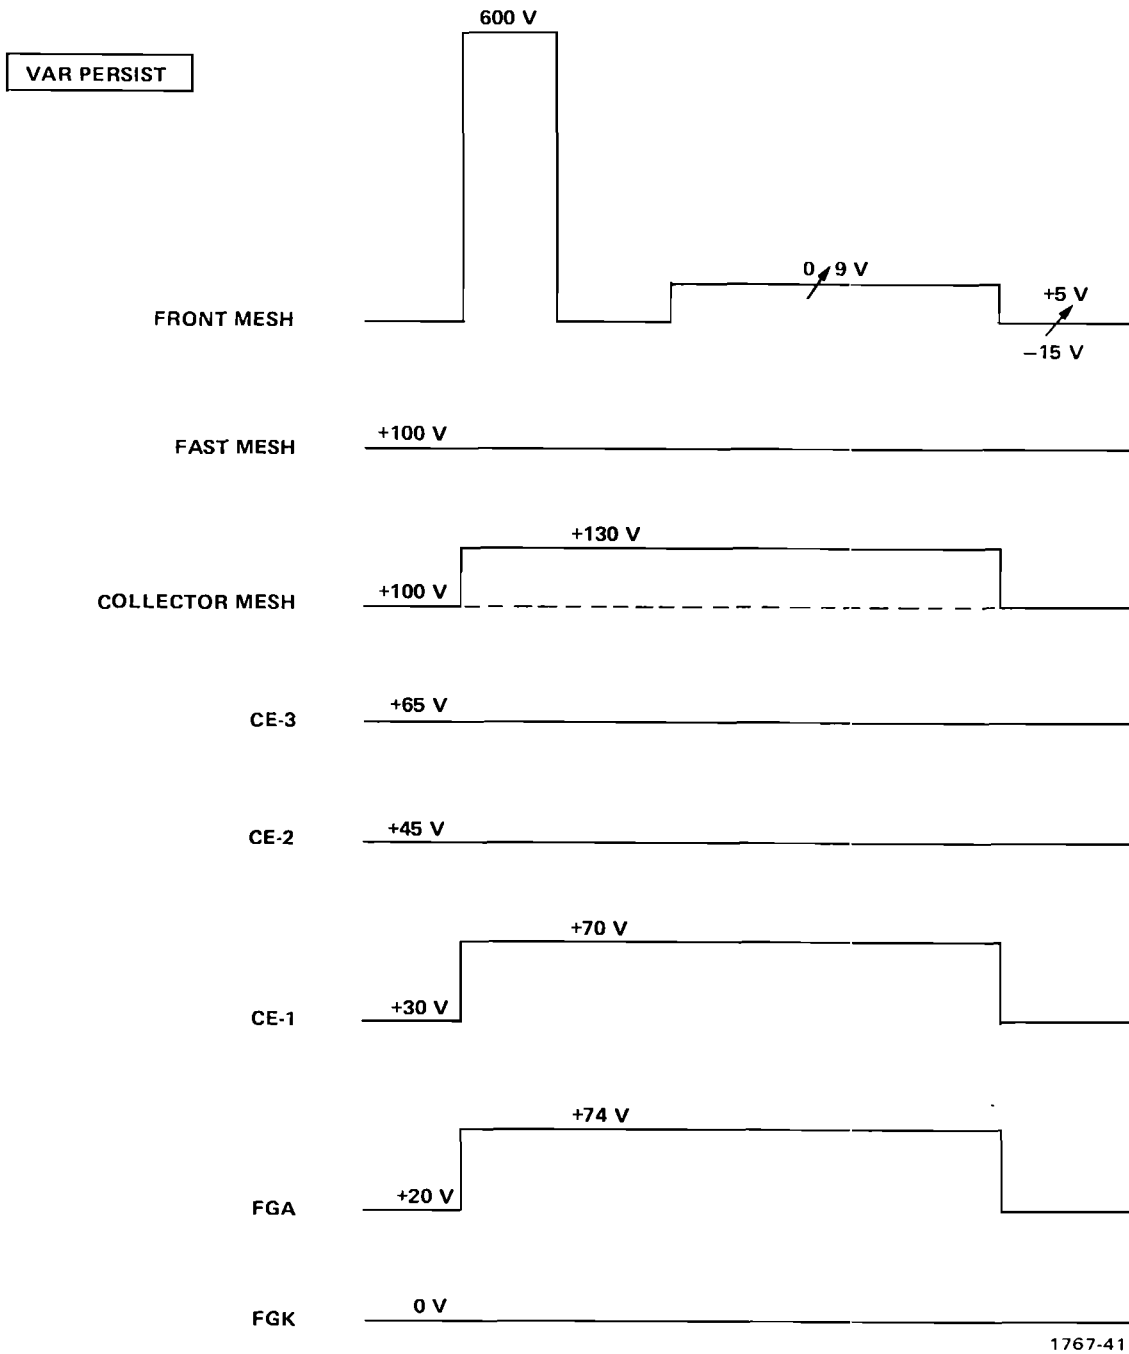 600 V
VAR PERSIST
0 9 V
+5 V
FRONT MESH
–15 V
+100 V
FAST MESH
+130 V
+100 V
COLLECTOR MESH
+65 V
CE-3
+45 V
CE-2
+70 V
+30 V
CE-1
+74 V
+20 V
FGA
0 V
FGK
1767-41